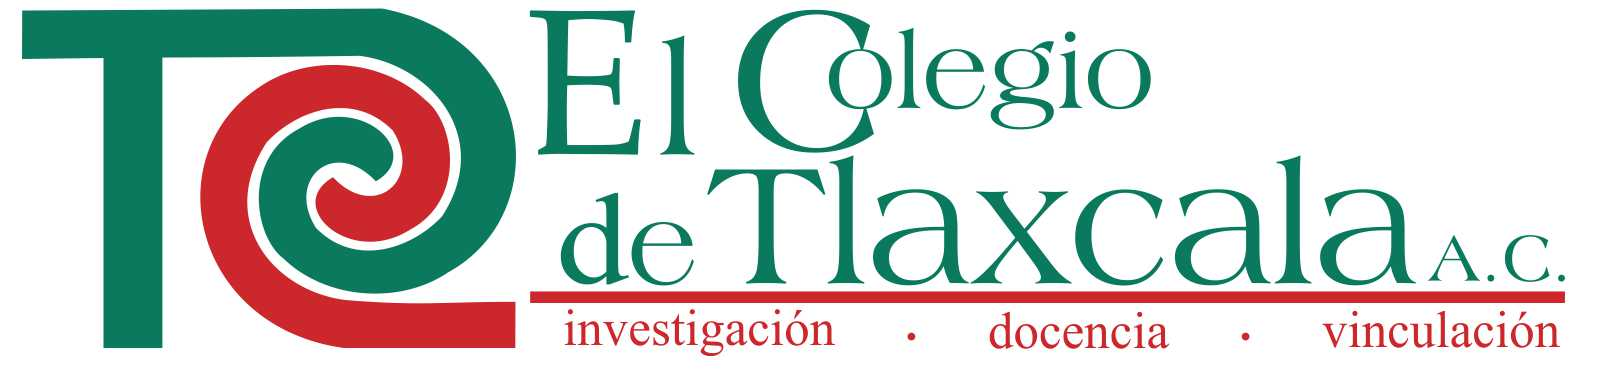 El Colegio
de Tlaxcala A.C.
investigación · docencia · vinculación